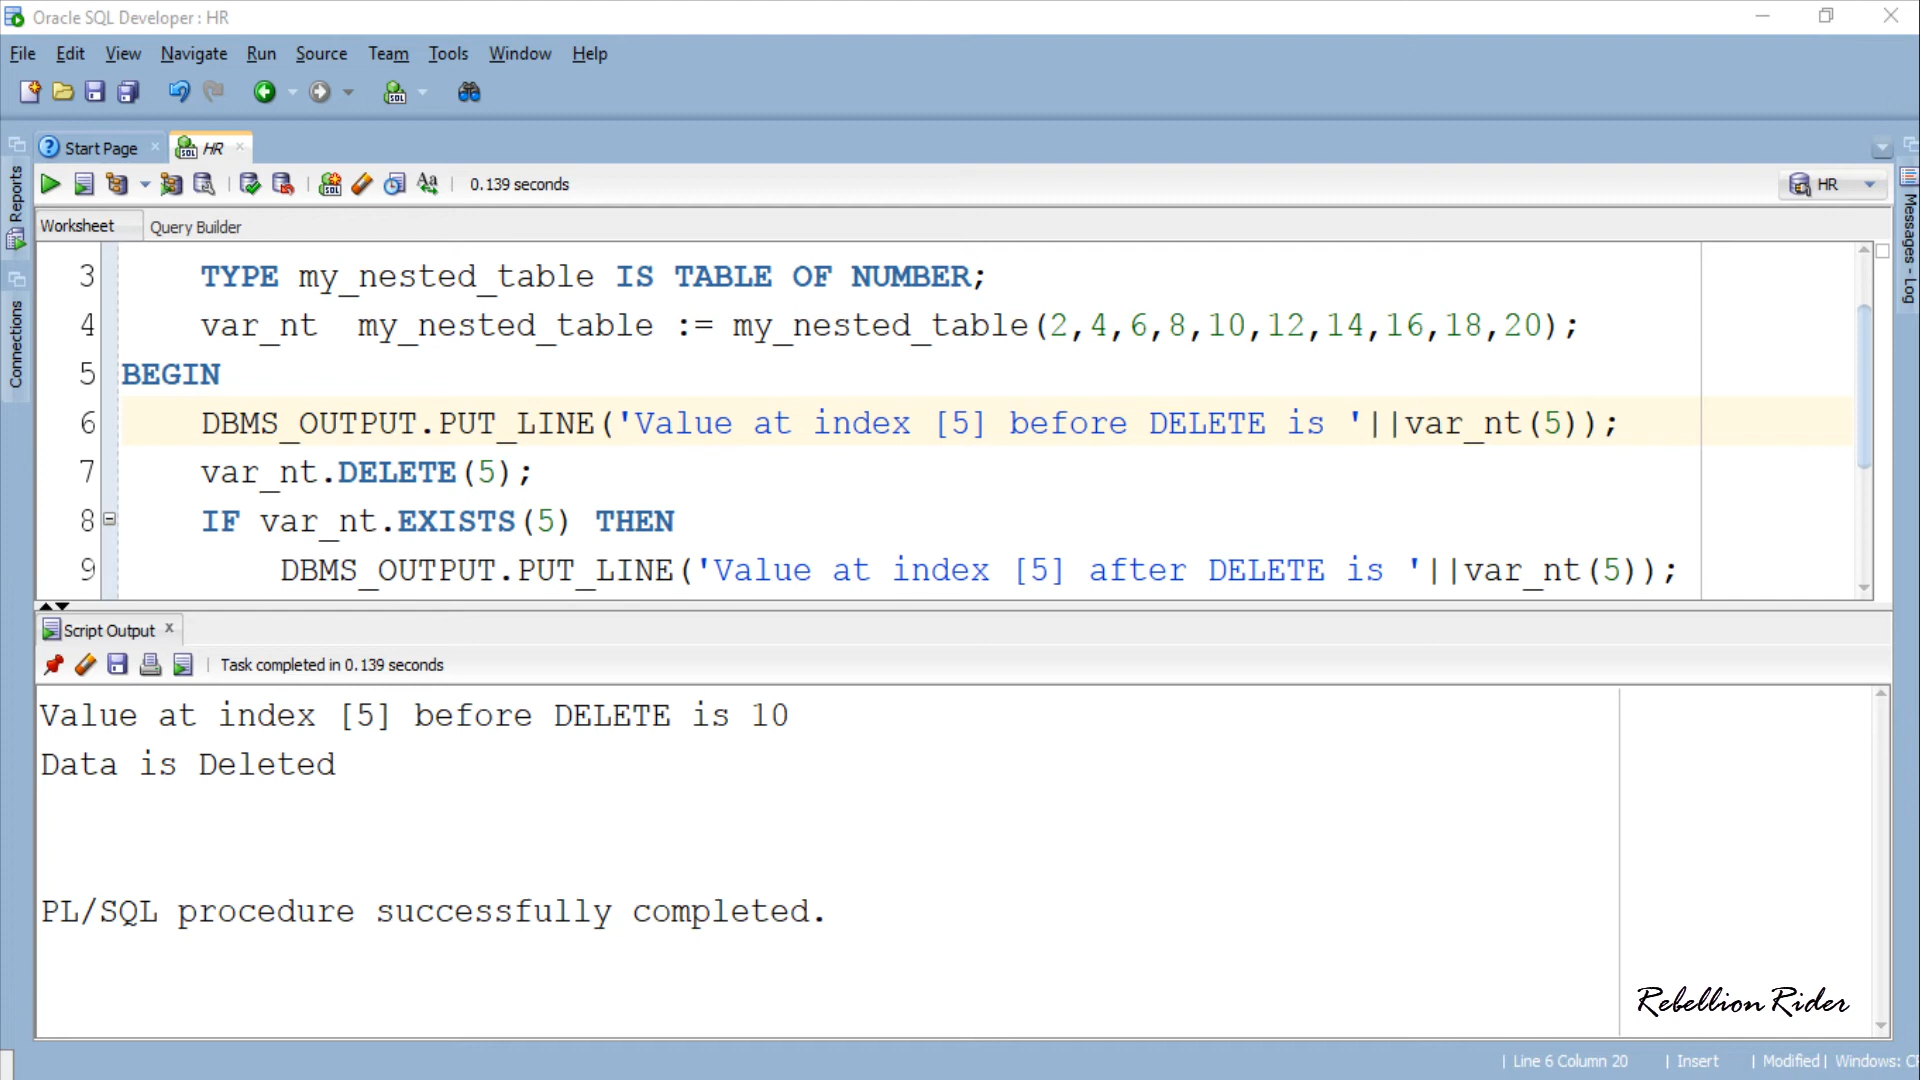 Oracle SQL Developer : HR
File Edit View Navigate Run Source Team Tools Window Help
Start Page HR
0.139 seconds HR
Worksheet Query Builder
Reports
Connections
Messages - Log
3 TYPE my_nested_table IS TABLE OF NUMBER;
4 var_nt my_nested_table := my_nested_table(2,4,6,8,10,12,14,16,18,20);
5 BEGIN
6 DBMS_OUTPUT.PUT_LINE('Value at index [5] before DELETE is '||var_nt(5));
7 var_nt.DELETE(5);
8 IF var_nt.EXISTS(5) THEN
9 DBMS_OUTPUT.PUT_LINE('Value at index [5] after DELETE is '||var_nt(5));
Script Output
Task completed in 0.139 seconds
Value at index [5] before DELETE is 10
Data is Deleted
PL/SQL procedure successfully completed.
Rebellion Rider
| Line 6 Column 20 | Insert | Modified| Windows: